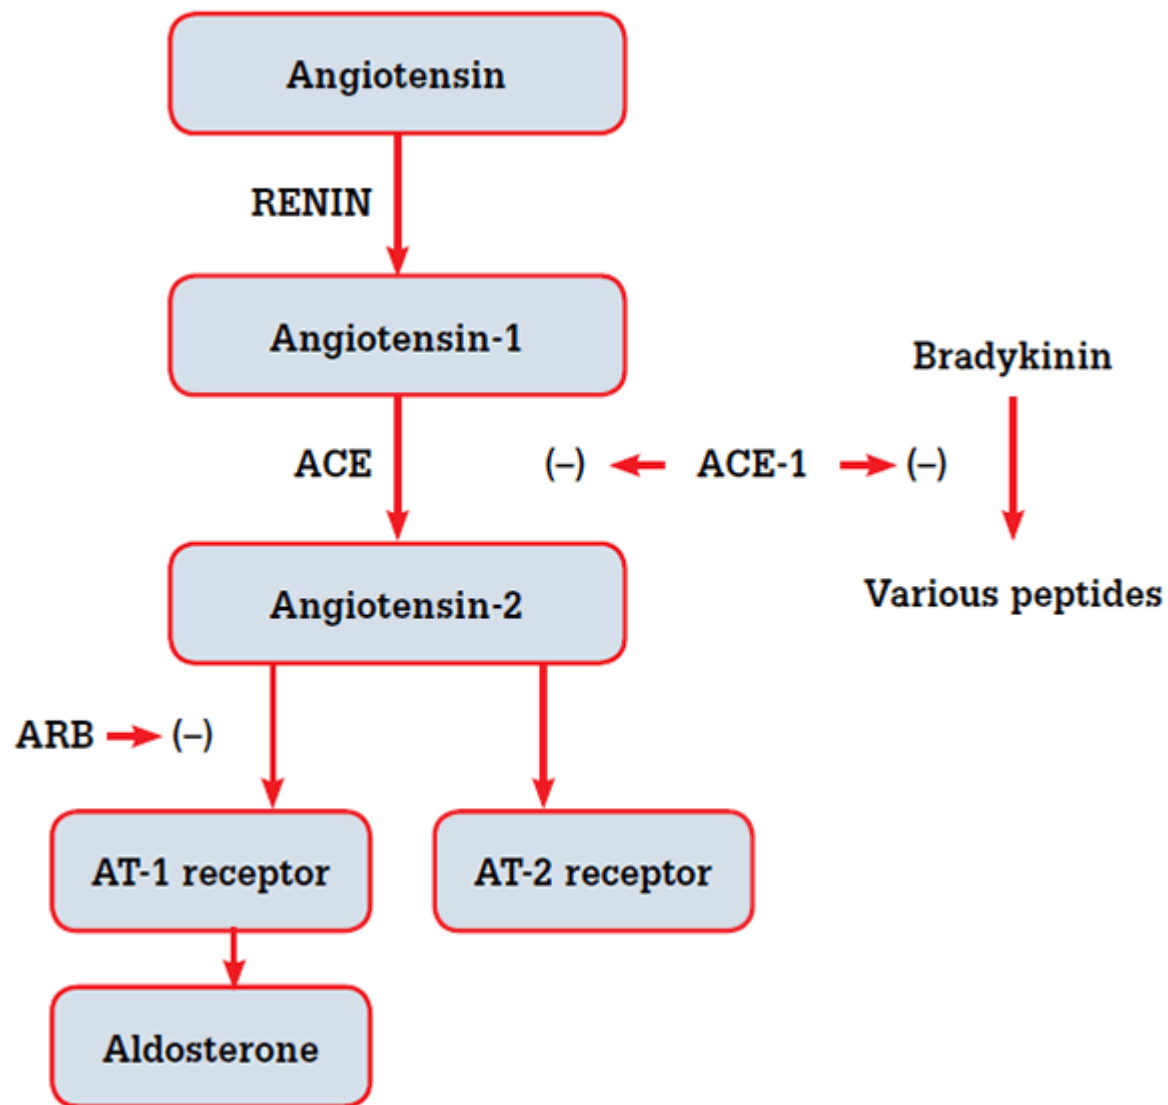 Angiotensin
RENIN
Angiotensin-1
Bradykinin
ACE
(–)
ACE-1
(–)
Angiotensin-2
Various peptides
ARB
(–)
AT-1 receptor
AT-2 receptor
Aldosterone